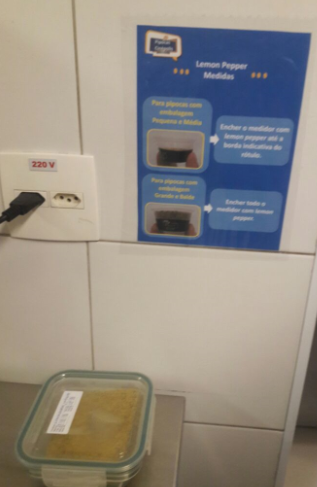 Lemon Pepper
Medidas
Para pipocas com
embalagem
Pequena e Média
Encher o medidor com
lemon pepper até a
borda indicativa do
rótulo.
Para pipocas com
embalagem
Grande e Balde
Encher todo o
medidor com lemon
pepper.
220 V